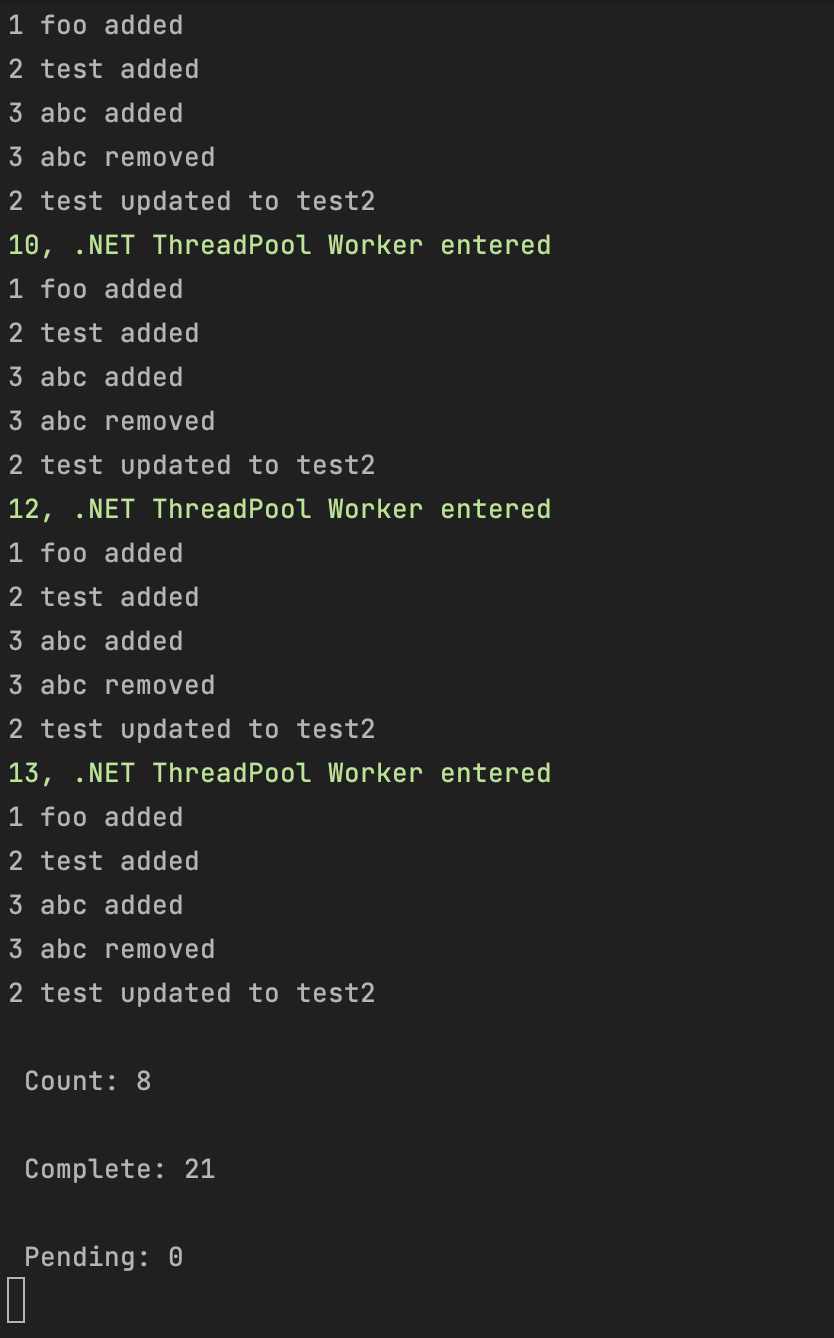 1 foo added
2 test added
3 abc added
3 abc removed
2 test updated to test2
10, .NET ThreadPool Worker entered
1 foo added
2 test added
3 abc added
3 abc removed
2 test updated to test2
12, .NET ThreadPool Worker entered
1 foo added
2 test added
3 abc added
3 abc removed
2 test updated to test2
13, .NET ThreadPool Worker entered
1 foo added
2 test added
3 abc added
3 abc removed
2 test updated to test2
Count: 8
Complete: 21
Pending: 0